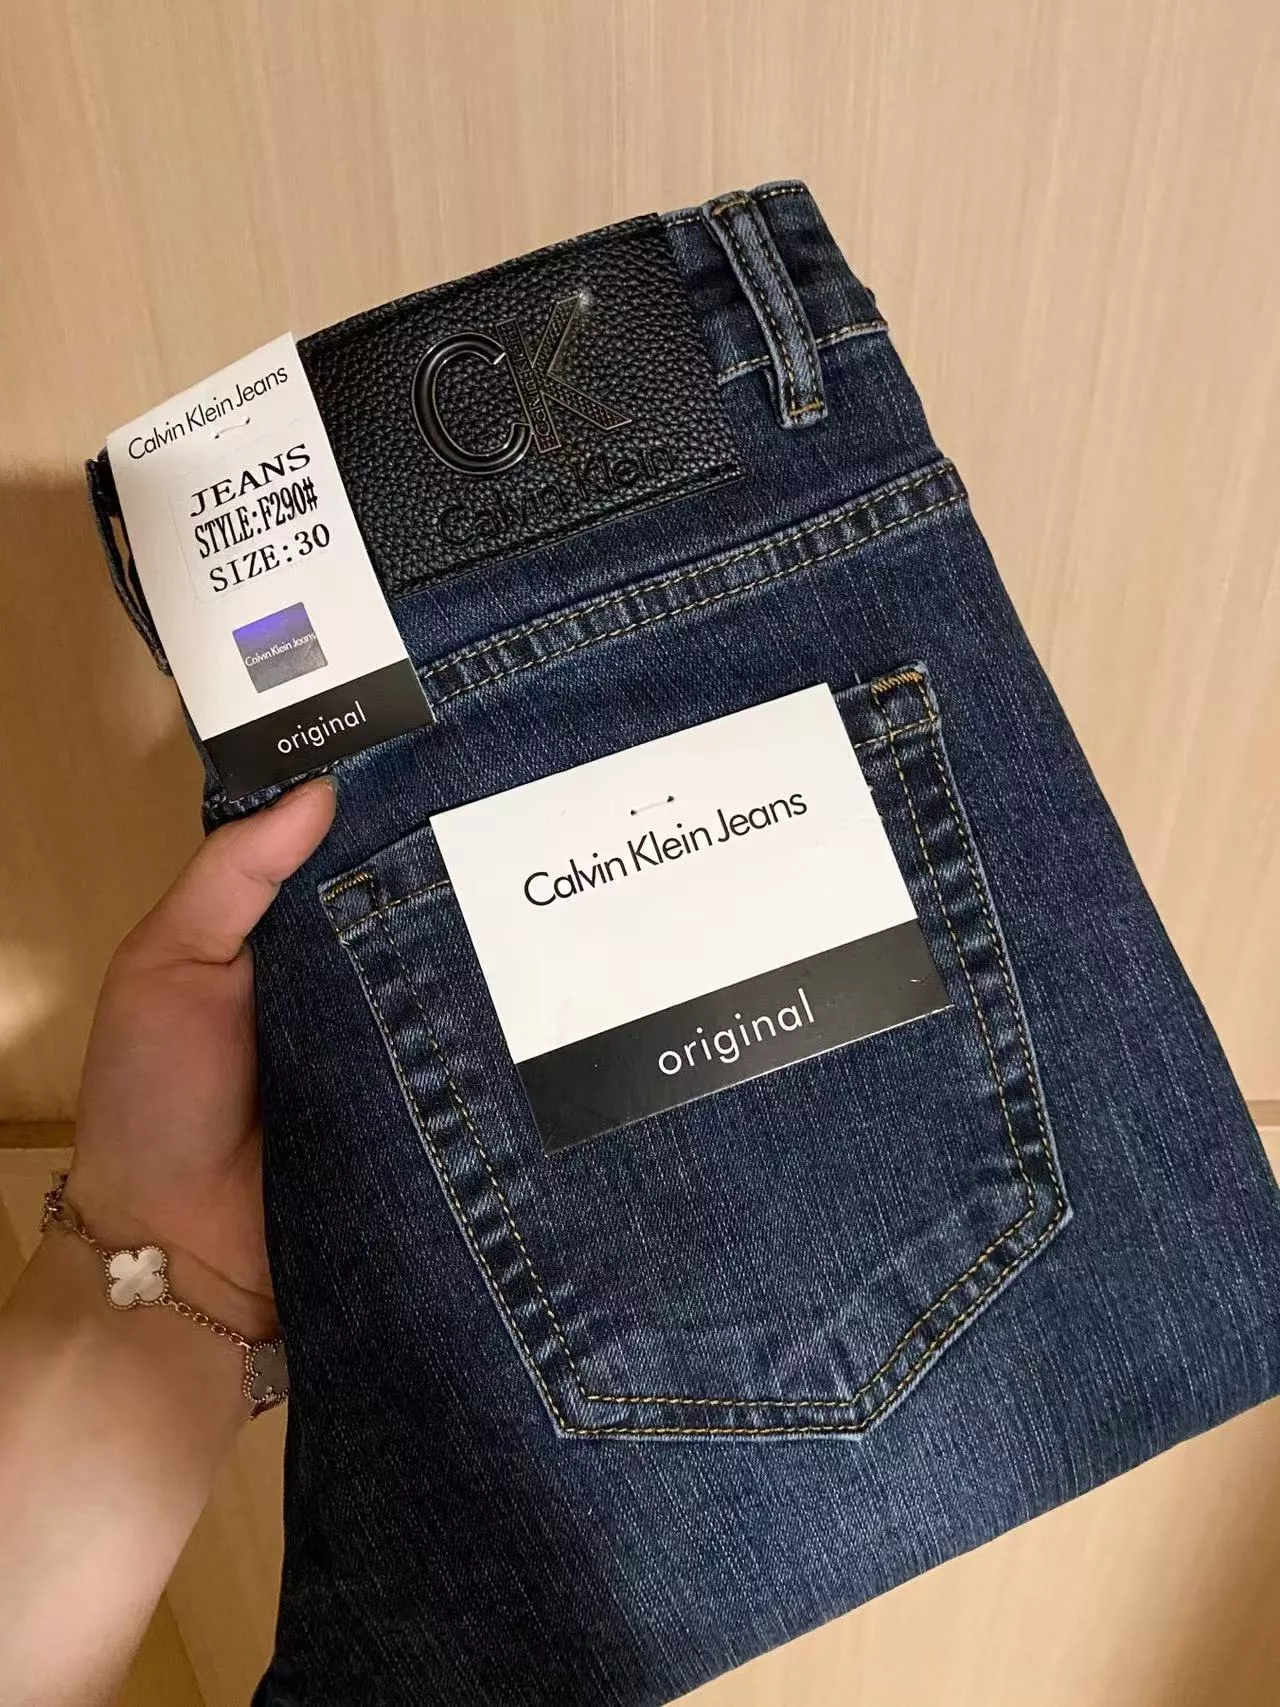 Calvin Klein Jeans
JEANS
STYLE:F290#
SIZE:30
Calvin Klein Jeans
original
CK
Calvin Klein
Calvin Klein Jeans
original